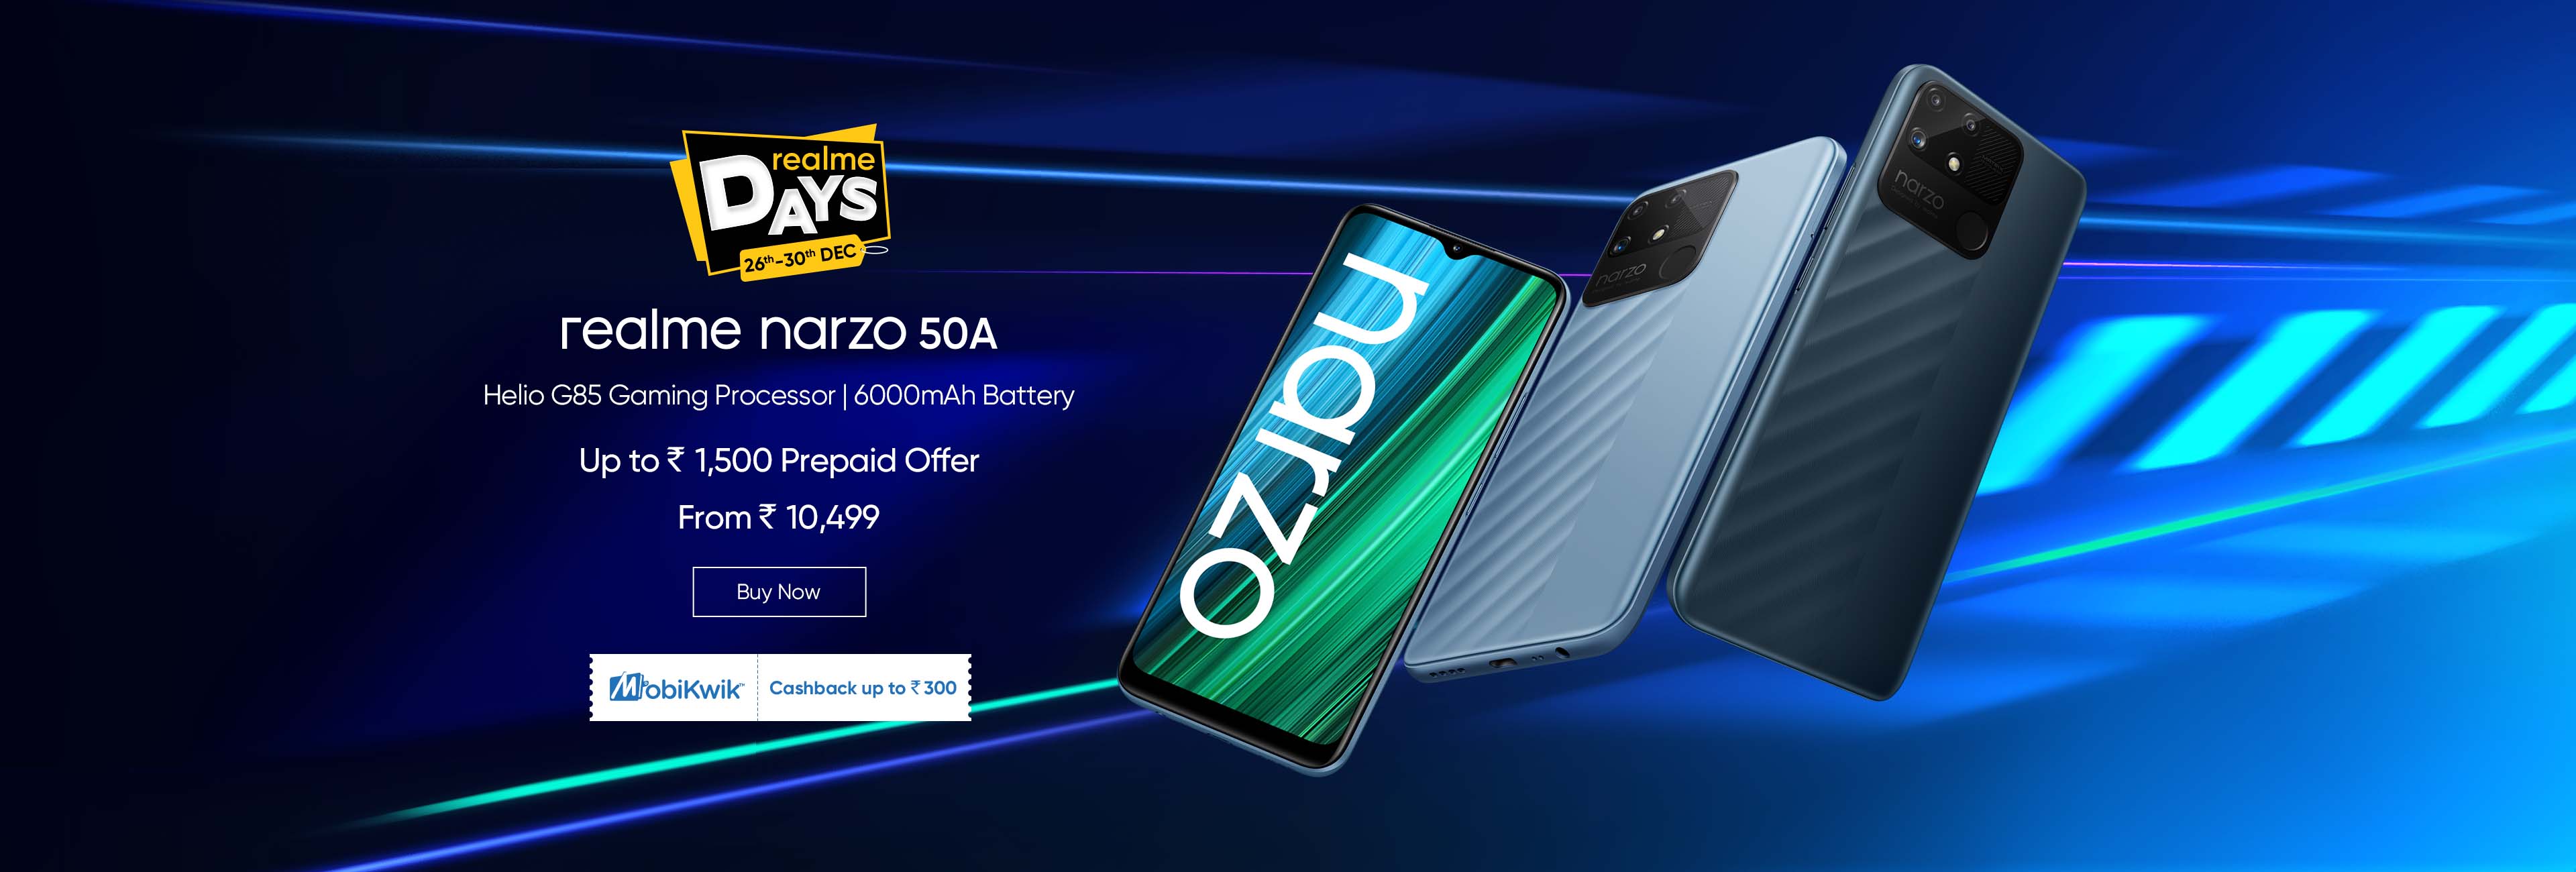 realme
DAYS
26th-30th DEC
realme narzo 50A
Helio G85 Gaming Processor | 6000mAh Battery
Up to ₹ 1,500 Prepaid Offer
From ₹ 10,499
Buy Now
MobiKwik™
Cashback up to ₹ 300
narzo
narzo
narzo